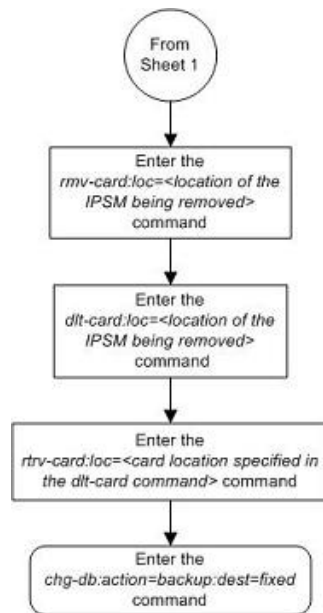 From
Sheet 1
Enter the
rmv-card:loc=<location of the
IPSM being removed>
command
Enter the
dlt-card:loc=<location of the
IPSM being removed>
command
Enter the
rtrv-card:loc=<card location specified in
the dlt-card command> command
Enter the
chg-db:action=backup:dest=fixed
command